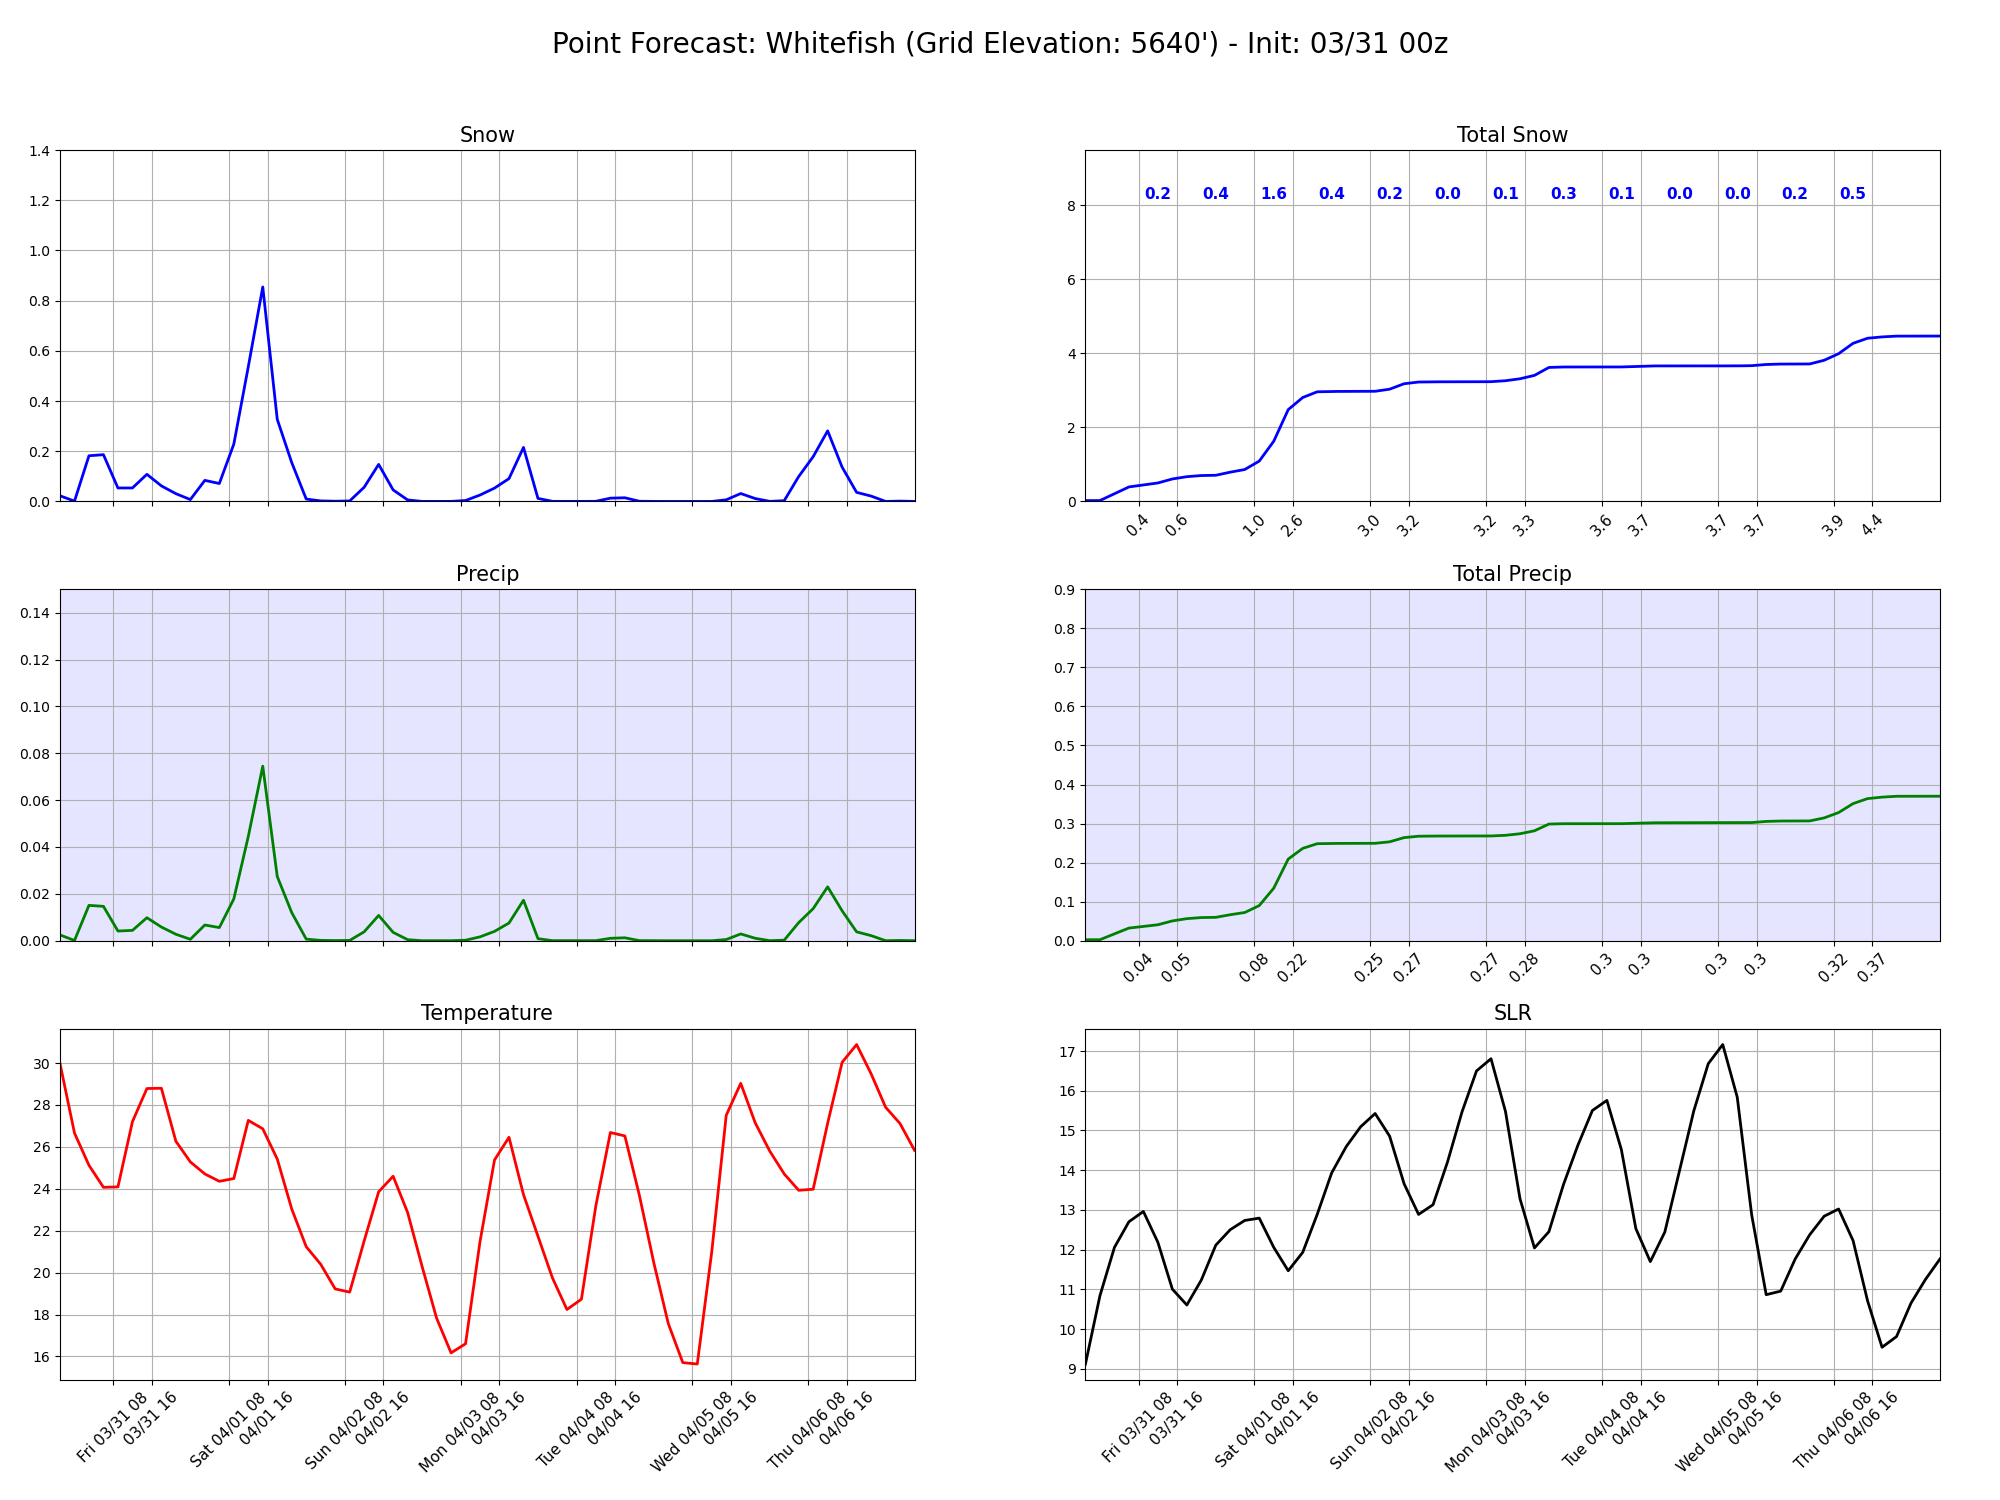 Point Forecast: Whitefish (Grid Elevation: 5640') - Init: 03/31 00z
Snow
1.4
1.2
1.0
0.8
0.6
0.4
0.2
0.0
Total Snow
0.2 0.4 1.6 0.4 0.2 0.0 0.1 0.3 0.1 0.0 0.0 0.2 0.5
8
6
4
2
0
0.4 0.6 1.0 2.6 3.0 3.2 3.2 3.3 3.6 3.7 3.7 3.7 3.9 4.4
Precip
0.14
0.12
0.10
0.08
0.06
0.04
0.02
0.00
Total Precip
0.9
0.8
0.7
0.6
0.5
0.4
0.3
0.2
0.1
0.0
0.04 0.05 0.08 0.22 0.25 0.27 0.27 0.28 0.3 0.3 0.3 0.3 0.32 0.37
Temperature
30
28
26
24
22
20
18
16
Fri 03/31 08
03/31 16
Sat 04/01 08
04/01 16
Sun 04/02 08
04/02 16
Mon 04/03 08
04/03 16
Tue 04/04 08
04/04 16
Wed 04/05 08
04/05 16
Thu 04/06 08
04/06 16
SLR
17
16
15
14
13
12
11
10
9
Fri 03/31 08
03/31 16
Sat 04/01 08
04/01 16
Sun 04/02 08
04/02 16
Mon 04/03 08
04/03 16
Tue 04/04 08
04/04 16
Wed 04/05 08
04/05 16
Thu 04/06 08
04/06 16